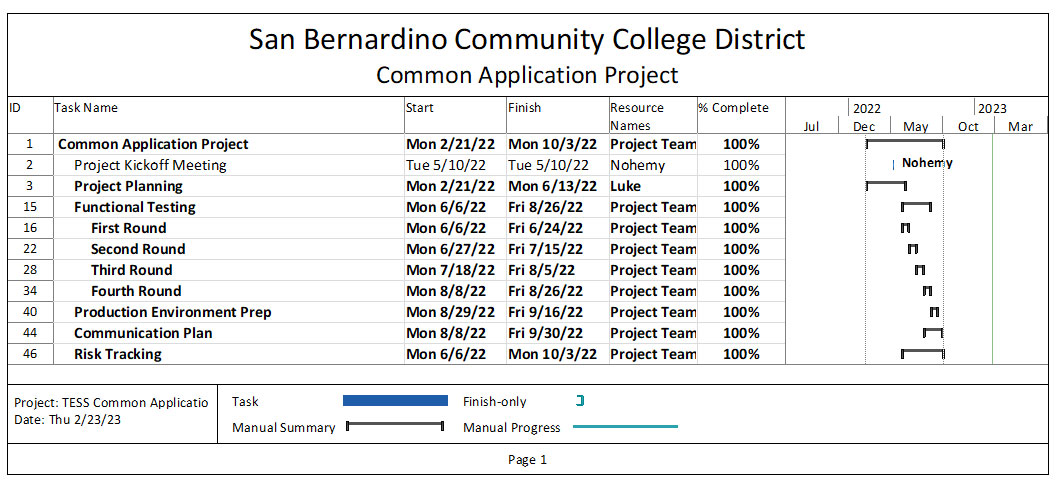 San Bernardino Community College District
Common Application Project
ID Task Name Start Finish Resource Names % Complete 2022 2023
Jul Dec May Oct Mar
1 Common Application Project Mon 2/21/22 Mon 10/3/22 Project Team 100%
2 Project Kickoff Meeting Tue 5/10/22 Tue 5/10/22 Nohemy 100% Nohemy
3 Project Planning Mon 2/21/22 Mon 6/13/22 Luke 100%
15 Functional Testing Mon 6/6/22 Fri 8/26/22 Project Team 100%
16 First Round Mon 6/6/22 Fri 6/24/22 Project Team 100%
22 Second Round Mon 6/27/22 Fri 7/15/22 Project Team 100%
28 Third Round Mon 7/18/22 Fri 8/5/22 Project Team 100%
34 Fourth Round Mon 8/8/22 Fri 8/26/22 Project Team 100%
40 Production Environment Prep Mon 8/29/22 Fri 9/16/22 Project Team 100%
44 Communication Plan Mon 8/8/22 Fri 9/30/22 Project Team 100%
46 Risk Tracking Mon 6/6/22 Mon 10/3/22 Project Team 100%
Project: TESS Common Applicatio
Date: Thu 2/23/23
Task Finish-only
Manual Summary Manual Progress
Page 1